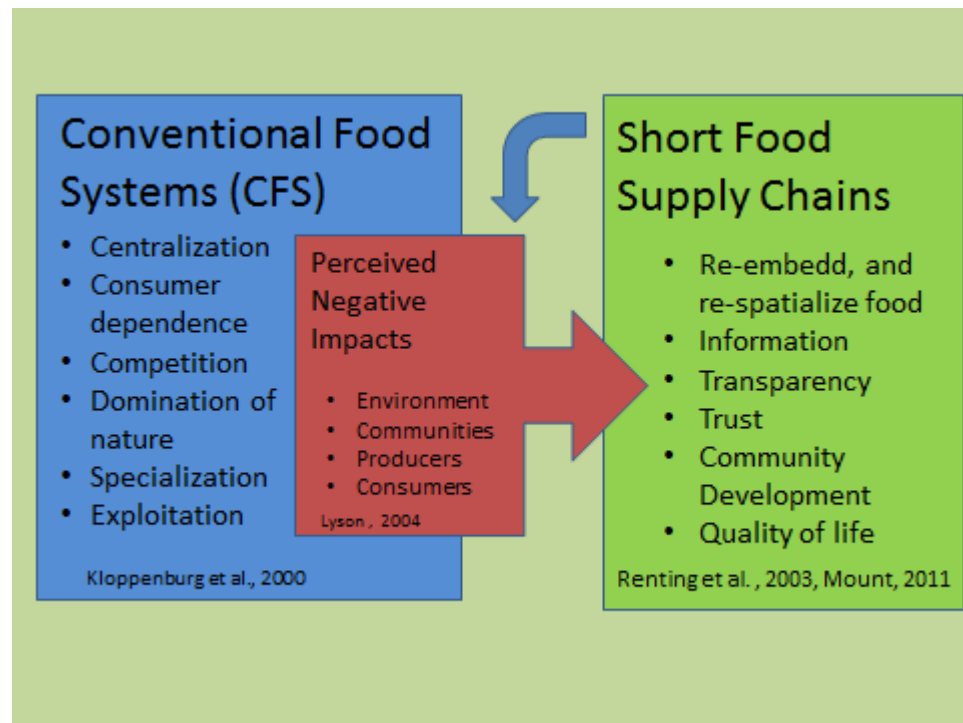 Conventional Food
Systems (CFS)
• Centralization
• Consumer
dependence
• Competition
• Domination of
nature
• Specialization
• Exploitation
Kloppenburg et al., 2000
Perceived
Negative
Impacts
• Environment
• Communities
• Producers
• Consumers
Lyson , 2004
Short Food
Supply Chains
• Re-embedd, and
re-spatialize food
• Information
• Transparency
• Trust
• Community
Development
• Quality of life
Renting et al. , 2003, Mount, 2011